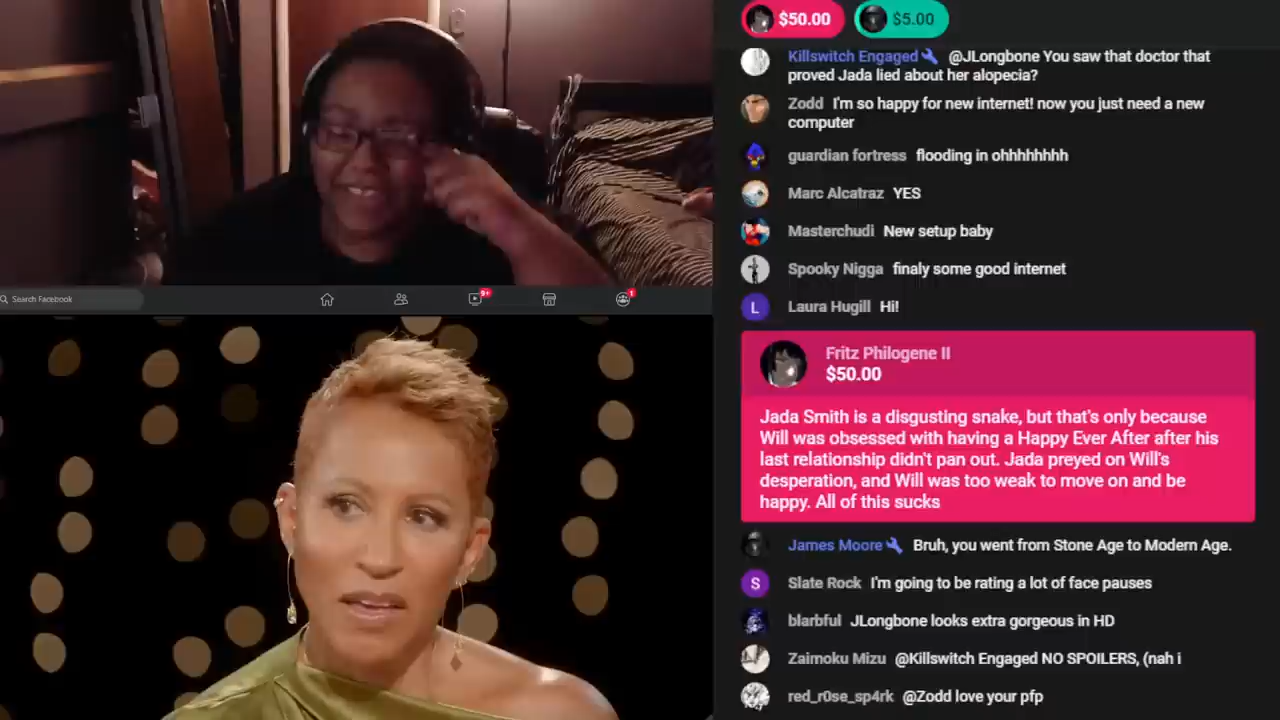 $50.00
$5.00
Killswitch Engaged @JLongbone You saw that doctor that
proved Jada lied about her alopecia?
Zodd I'm so happy for new internet! now you just need a new
computer
guardian fortress flooding in ohhhhhhhh
Marc Alcatraz YES
Masterchudi New setup baby
Spooky Nigga finaly some good internet
L
Laura Hugill Hi!
Search Facebook
9+
1
Fritz Philogene II
$50.00
Jada Smith is a disgusting snake, but that's only because
Will was obsessed with having a Happy Ever After after his
last relationship didn't pan out. Jada preyed on Will's
desperation, and Will was too weak to move on and be
happy. All of this sucks
James Moore Bruh, you went from Stone Age to Modern Age.
S
Slate Rock I'm going to be rating a lot of face pauses
blarbful JLongbone looks extra gorgeous in HD
Zaimoku Mizu @Killswitch Engaged NO SPOILERS, (nah i
red_r0se_sp4rk @Zodd love your pfp